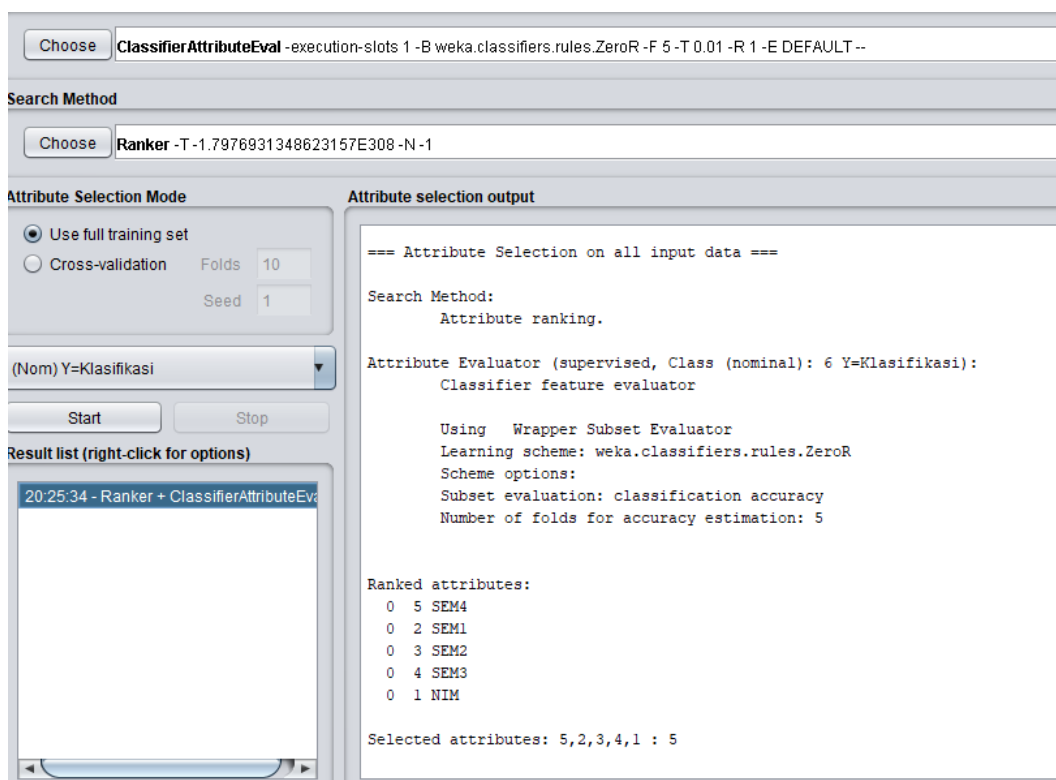 Choose ClassifierAttributeEval -execution-slots 1 -B weka.classifiers.rules.ZeroR -F 5 -T 0.01 -R 1 -E DEFAULT --
Search Method
Choose Ranker -T -1.7976931348623157E308 -N -1
Attribute Selection Mode
Use full training set
Cross-validation Folds 10
Seed 1
(Nom) Y=Klasifikasi
Start Stop
Result list (right-click for options)
20:25:34 - Ranker + ClassifierAttributeEva
Attribute selection output
=== Attribute Selection on all input data ===
Search Method:
Attribute ranking.
Attribute Evaluator (supervised, Class (nominal): 6 Y=Klasifikasi):
Classifier feature evaluator
Using Wrapper Subset Evaluator
Learning scheme: weka.classifiers.rules.ZeroR
Scheme options:
Subset evaluation: classification accuracy
Number of folds for accuracy estimation: 5
Ranked attributes:
0 5 SEM4
0 2 SEM1
0 3 SEM2
0 4 SEM3
0 1 NIM
Selected attributes: 5,2,3,4,1 : 5